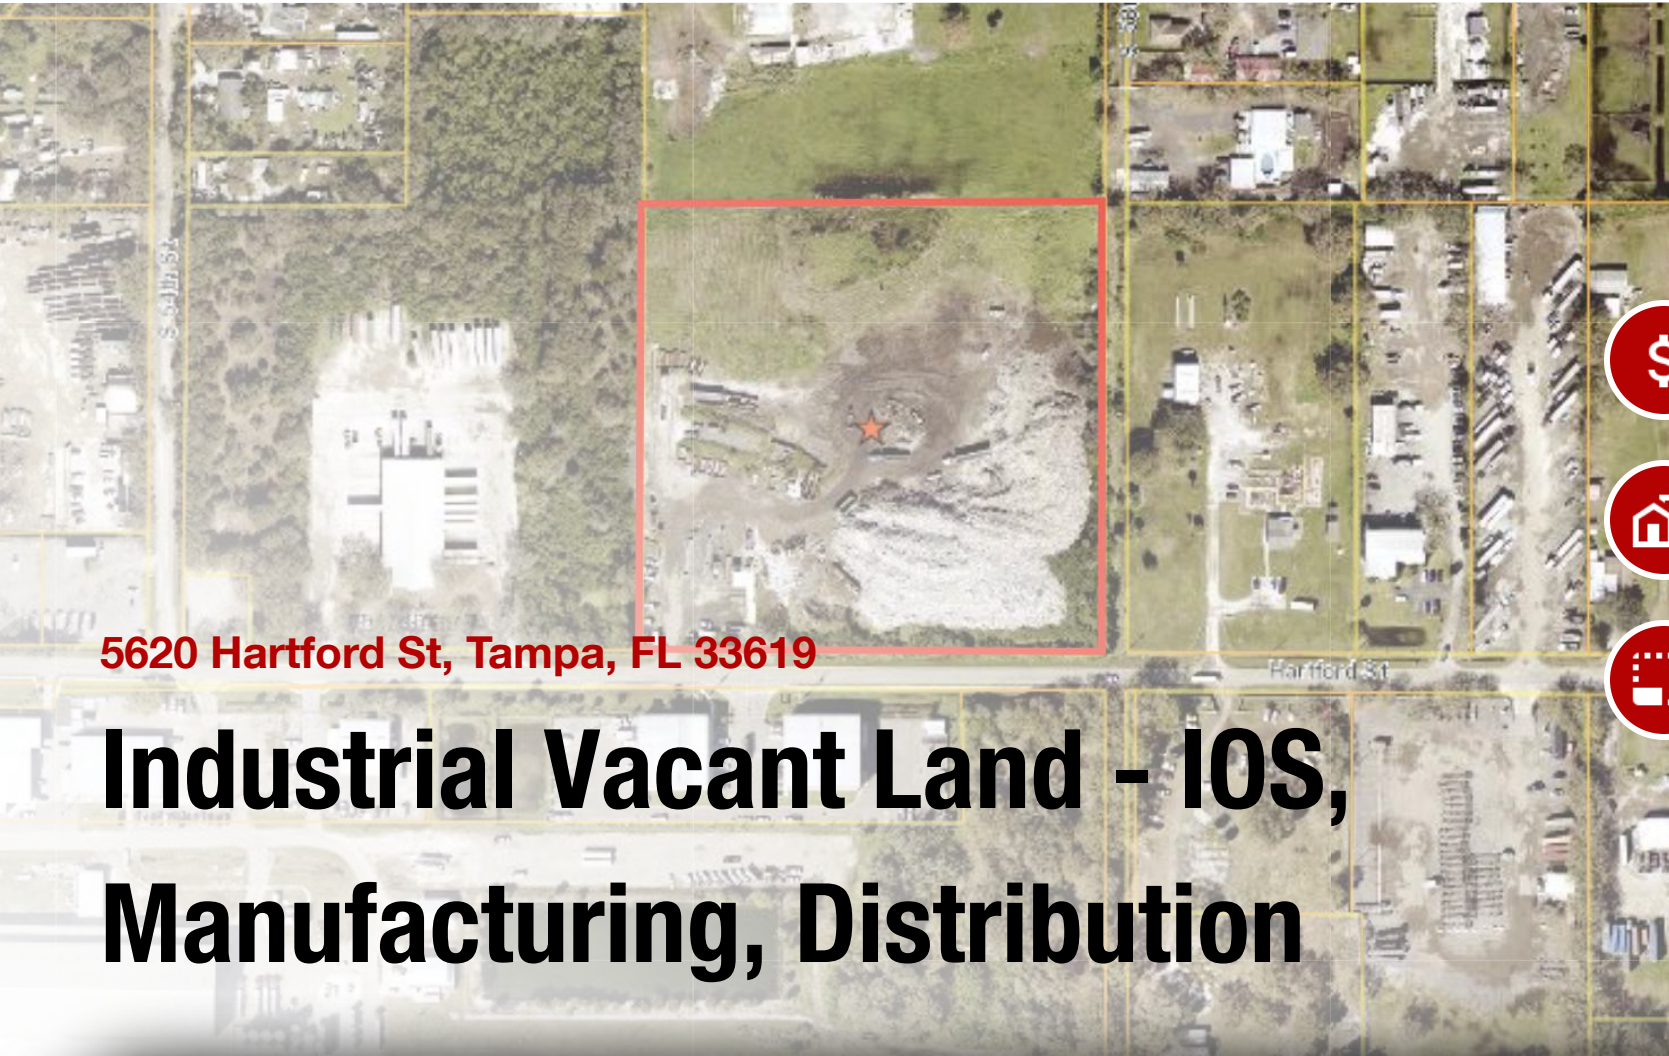 Hartford St
5620 Hartford St, Tampa, FL 33619
Industrial Vacant Land - IOS,
Manufacturing, Distribution
$